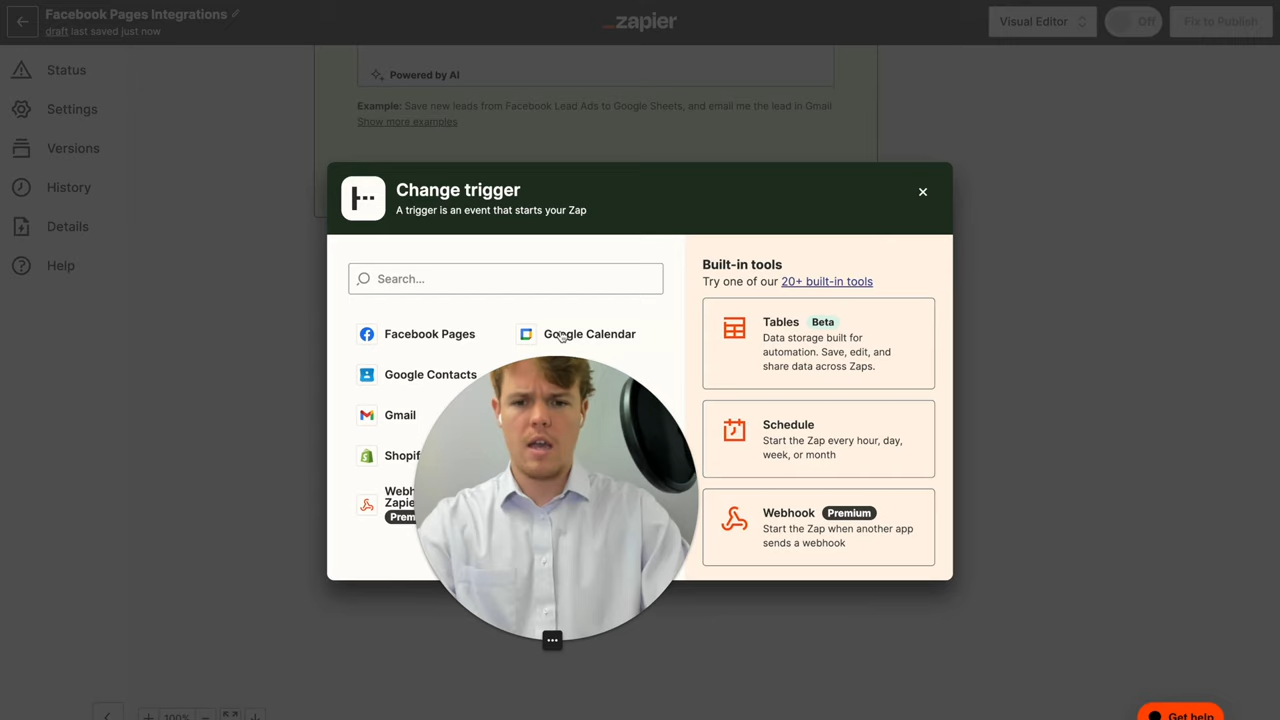 Facebook Pages Integrations
draft last saved just now
zapier
Visual Editor
Off
Fix to Publish
Status
Settings
Versions
History
Details
Help
Powered by AI
Example: Save new leads from Facebook Lead Ads to Google Sheets, and email me the lead in Gmail
Show more examples
Change trigger
A trigger is an event that starts your Zap
Search...
Facebook Pages
Google Calendar
Google Contacts
Gmail
Built-in tools
Try one of our 20+ built-in tools
Tables Beta
Data storage built for
automation. Save, edit, and
share data across Zaps.
Schedule
Start the Zap every hour, day,
week, or month
Webhook Premium
Start the Zap when another app
sends a webhook
100%
Get help